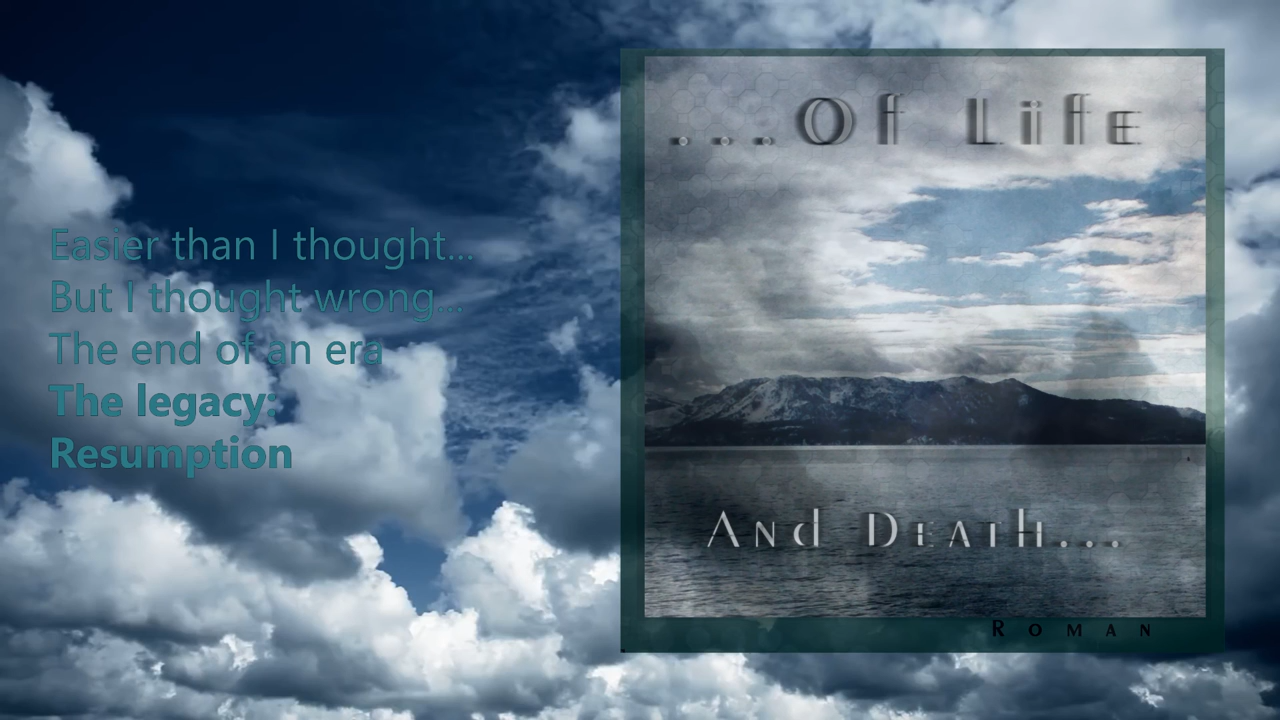 Easier than I thought...
But I thought wrong...
The end of an era
The legacy:
Resumption
...Of Life
And Death...
Roman